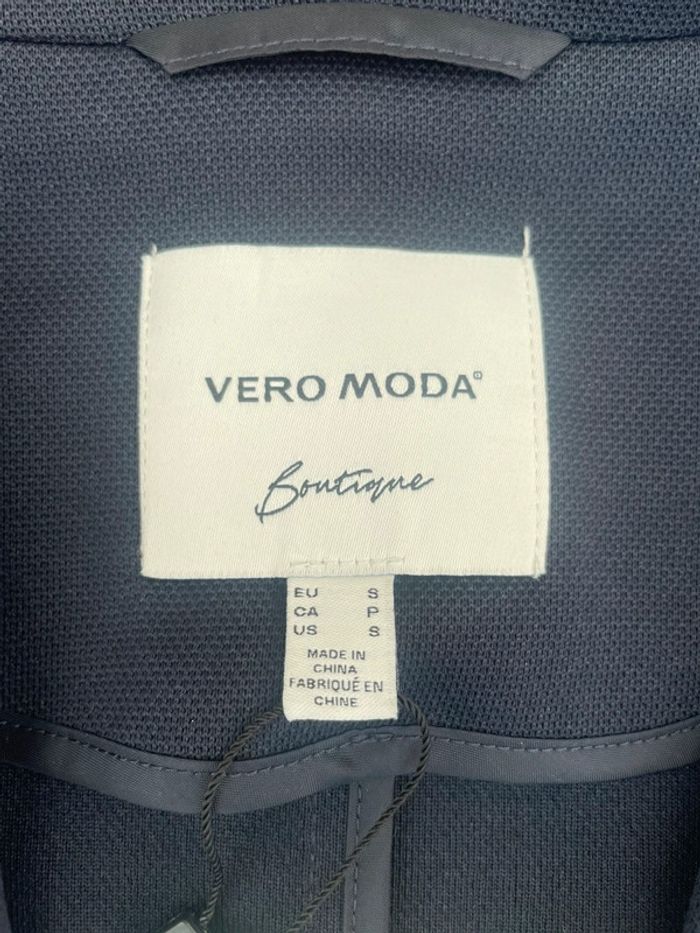 VERO MODA®
Boutique
EU S
CA P
US S
MADE IN
CHINA
FABRIQUÉ EN
CHINE